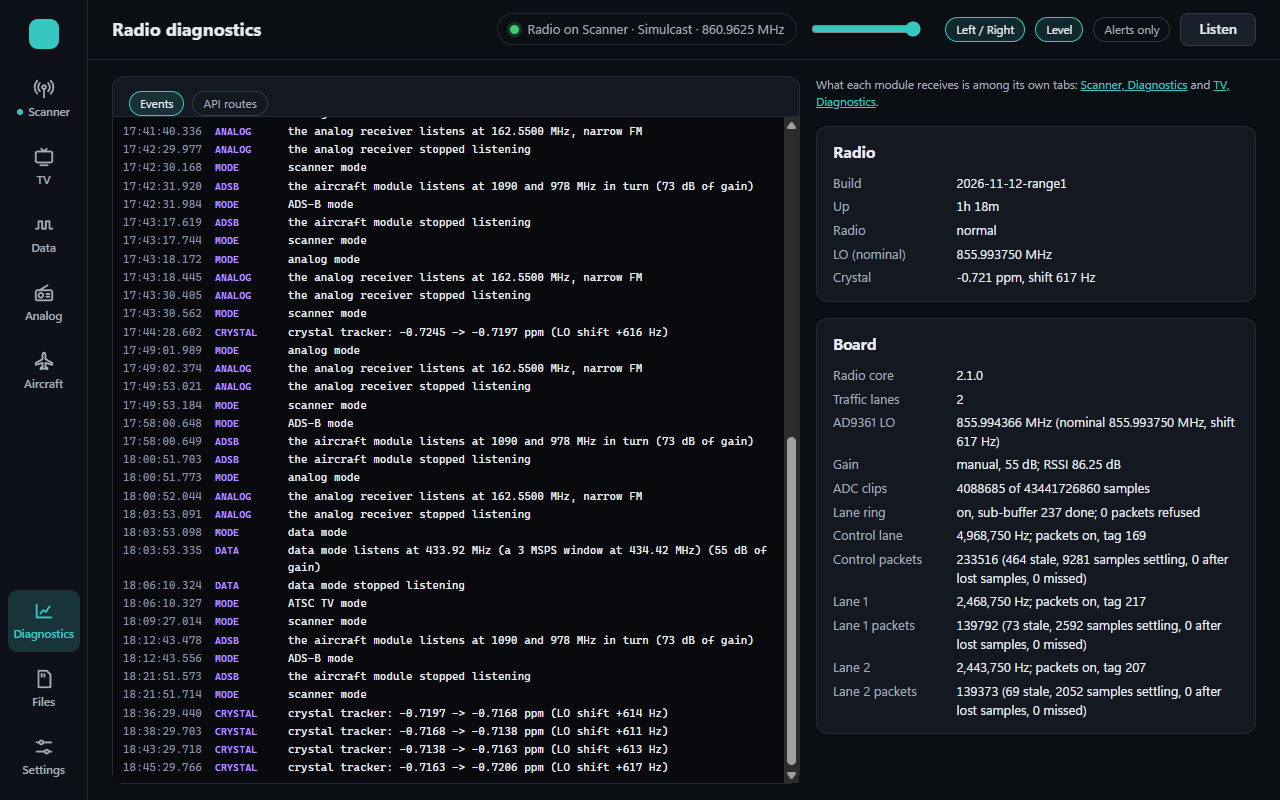 Radio diagnostics
Radio on Scanner · Simulcast · 860.9625 MHz
Left / Right
Level
Alerts only
Listen
Scanner
TV
Data
Analog
Aircraft
Diagnostics
Files
Settings
Events
API routes
17:41:40.336 ANALOG the analog receiver listens at 162.5500 MHz, narrow FM
17:42:29.977 ANALOG the analog receiver stopped listening
17:42:30.168 MODE scanner mode
17:42:31.920 ADSB the aircraft module listens at 1090 and 978 MHz in turn (73 dB of gain)
17:42:31.984 MODE ADS-B mode
17:43:17.619 ADSB the aircraft module stopped listening
17:43:17.744 MODE scanner mode
17:43:18.172 MODE analog mode
17:43:18.445 ANALOG the analog receiver listens at 162.5500 MHz, narrow FM
17:43:30.405 ANALOG the analog receiver stopped listening
17:43:30.562 MODE scanner mode
17:44:28.602 CRYSTAL crystal tracker: -0.7245 -> -0.7197 ppm (LO shift +616 Hz)
17:49:01.989 MODE analog mode
17:49:02.374 ANALOG the analog receiver listens at 162.5500 MHz, narrow FM
17:49:53.021 ANALOG the analog receiver stopped listening
17:49:53.184 MODE scanner mode
17:58:00.648 MODE ADS-B mode
17:58:00.649 ADSB the aircraft module listens at 1090 and 978 MHz in turn (73 dB of gain)
18:00:51.703 ADSB the aircraft module stopped listening
18:00:51.773 MODE analog mode
18:00:52.044 ANALOG the analog receiver listens at 162.5500 MHz, narrow FM
18:03:53.091 ANALOG the analog receiver stopped listening
18:03:53.098 MODE data mode
18:03:53.335 DATA data mode listens at 433.92 MHz (a 3 MSPS window at 434.42 MHz) (55 dB of
gain)
18:06:10.324 DATA data mode stopped listening
18:06:10.327 MODE ATSC TV mode
18:09:27.014 MODE scanner mode
18:12:43.478 ADSB the aircraft module listens at 1090 and 978 MHz in turn (73 dB of gain)
18:12:43.556 MODE ADS-B mode
18:21:51.573 ADSB the aircraft module stopped listening
18:21:51.714 MODE scanner mode
18:36:29.440 CRYSTAL crystal tracker: -0.7197 -> -0.7168 ppm (LO shift +614 Hz)
18:38:29.703 CRYSTAL crystal tracker: -0.7168 -> -0.7138 ppm (LO shift +611 Hz)
18:43:29.718 CRYSTAL crystal tracker: -0.7138 -> -0.7163 ppm (LO shift +613 Hz)
18:45:29.766 CRYSTAL crystal tracker: -0.7163 -> -0.7206 ppm (LO shift +617 Hz)
What each module receives is among its own tabs: Scanner, Diagnostics and TV,
Diagnostics.
Radio
Build 2026-11-12-range1
Up 1h 18m
Radio normal
LO (nominal) 855.993750 MHz
Crystal -0.721 ppm, shift 617 Hz
Board
Radio core 2.1.0
Traffic lanes 2
AD9361 LO 855.994366 MHz (nominal 855.993750 MHz, shift
617 Hz)
Gain manual, 55 dB; RSSI 86.25 dB
ADC clips 4088685 of 43441726860 samples
Lane ring on, sub-buffer 237 done; 0 packets refused
Control lane 4,968,750 Hz; packets on, tag 169
Control packets 233516 (464 stale, 9281 samples settling, 0 after
lost samples, 0 missed)
Lane 1 2,468,750 Hz; packets on, tag 217
Lane 1 packets 139792 (73 stale, 2592 samples settling, 0 after
lost samples, 0 missed)
Lane 2 2,443,750 Hz; packets on, tag 207
Lane 2 packets 139373 (69 stale, 2052 samples settling, 0 after
lost samples, 0 missed)